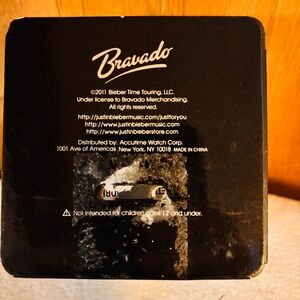 Bravado
©2011 Bieber Time Touring, LLC.
Under license to Bravado Merchandising.
All rights reserved.
http://justinbiebermusic.com/justforyou
http://www.justinbiebermusic.com
http://www.justinbieberstore.com
Distributed by: Accutime Watch Corp.
1001 Ave of Americas New York, NY 10018 MADE IN CHINA
⚠ Not intended for children ages 12 and under.